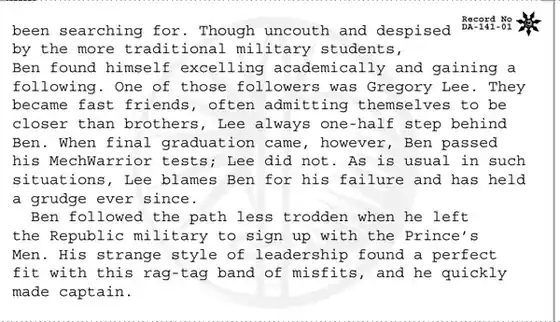 Record No
DA-141-01
been searching for. Though uncouth and despised
by the more traditional military students,
Ben found himself excelling academically and gaining a
following. One of those followers was Gregory Lee. They
became fast friends, often admitting themselves to be
closer than brothers, Lee always one-half step behind
Ben. When final graduation came, however, Ben passed
his MechWarrior tests; Lee did not. As is usual in such
situations, Lee blames Ben for his failure and has held
a grudge ever since.
Ben followed the path less trodden when he left
the Republic military to sign up with the Prince's
Men. His strange style of leadership found a perfect
fit with this rag-tag band of misfits, and he quickly
made captain.